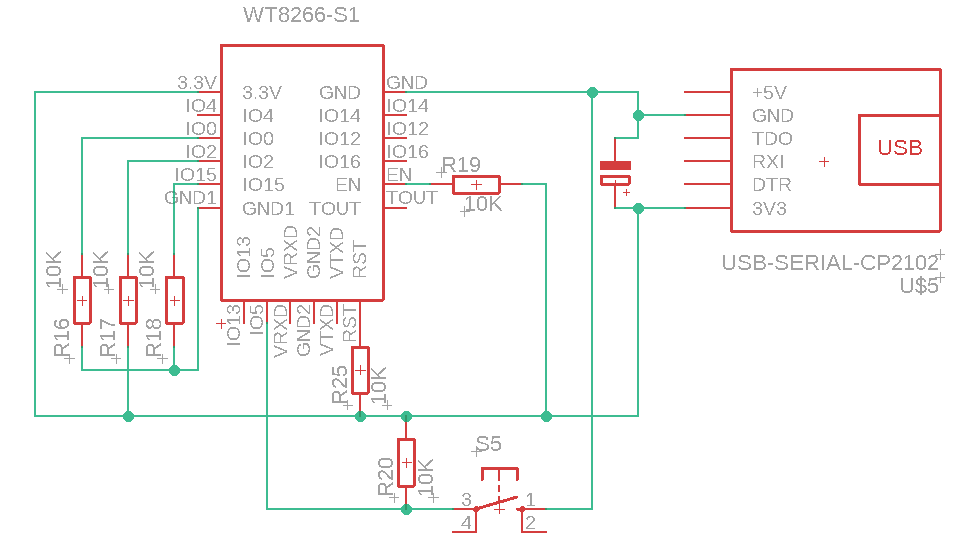 WT8266-S1
3.3V
IO4
IO0
IO2
IO15
GND1
3.3V
IO4
IO0
IO2
IO15
GND1
GND
IO14
IO12
IO16
EN
TOUT
GND
IO14
IO12
IO16
EN
TOUT
IO13
IO5
VRXD
GND2
VTXD
RST
IO13
IO5
VRXD
GND2
VTXD
RST
R19
10K
+
+5V
GND
TDO
RXI
DTR
3V3
USB
USB-SERIAL-CP2102
U$5
10K
R16
10K
R17
10K
R18
R25
10K
R20
10K
S5
3
4
1
2